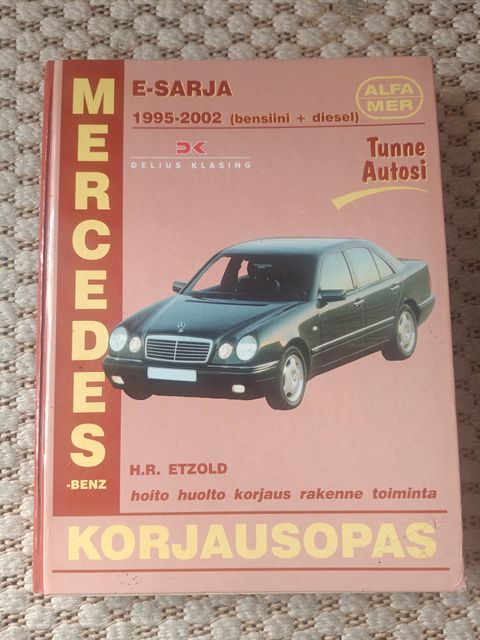 MERCEDES
-BENZ
E-SARJA
1995-2002 (bensiini + diesel)
ALFA
MER
DK
DELIUS KLASING
Tunne
Autosi
H.R. ETZOLD
hoito huolto korjaus rakenne toiminta
KORJAUSOPAS